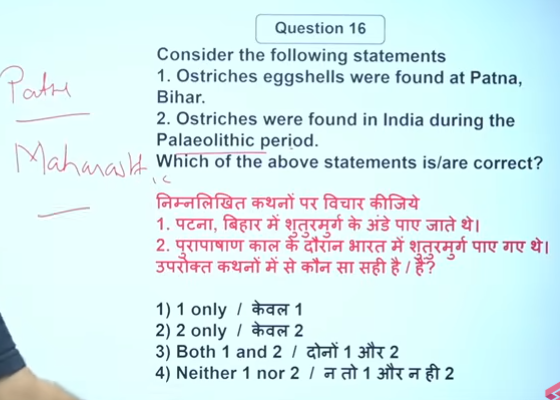 Question 16
Consider the following statements
1. Ostriches eggshells were found at Patna,
Bihar.
2. Ostriches were found in India during the
Palaeolithic period.
Which of the above statements is/are correct?
निम्नलिखित कथनों पर विचार कीजिये
1. पटना, बिहार में शुतुरमुर्ग के अंडे पाए जाते थे।
2. पुरापाषाण काल के दौरान भारत में शुतुरमुर्ग पाए गए थे।
उपरोक्त कथनों में से कौन सा सही है / हैं?
1) 1 only / केवल 1
2) 2 only / केवल 2
3) Both 1 and 2 / दोनों 1 और 2
4) Neither 1 nor 2 / न तो 1 और न ही 2
Patne